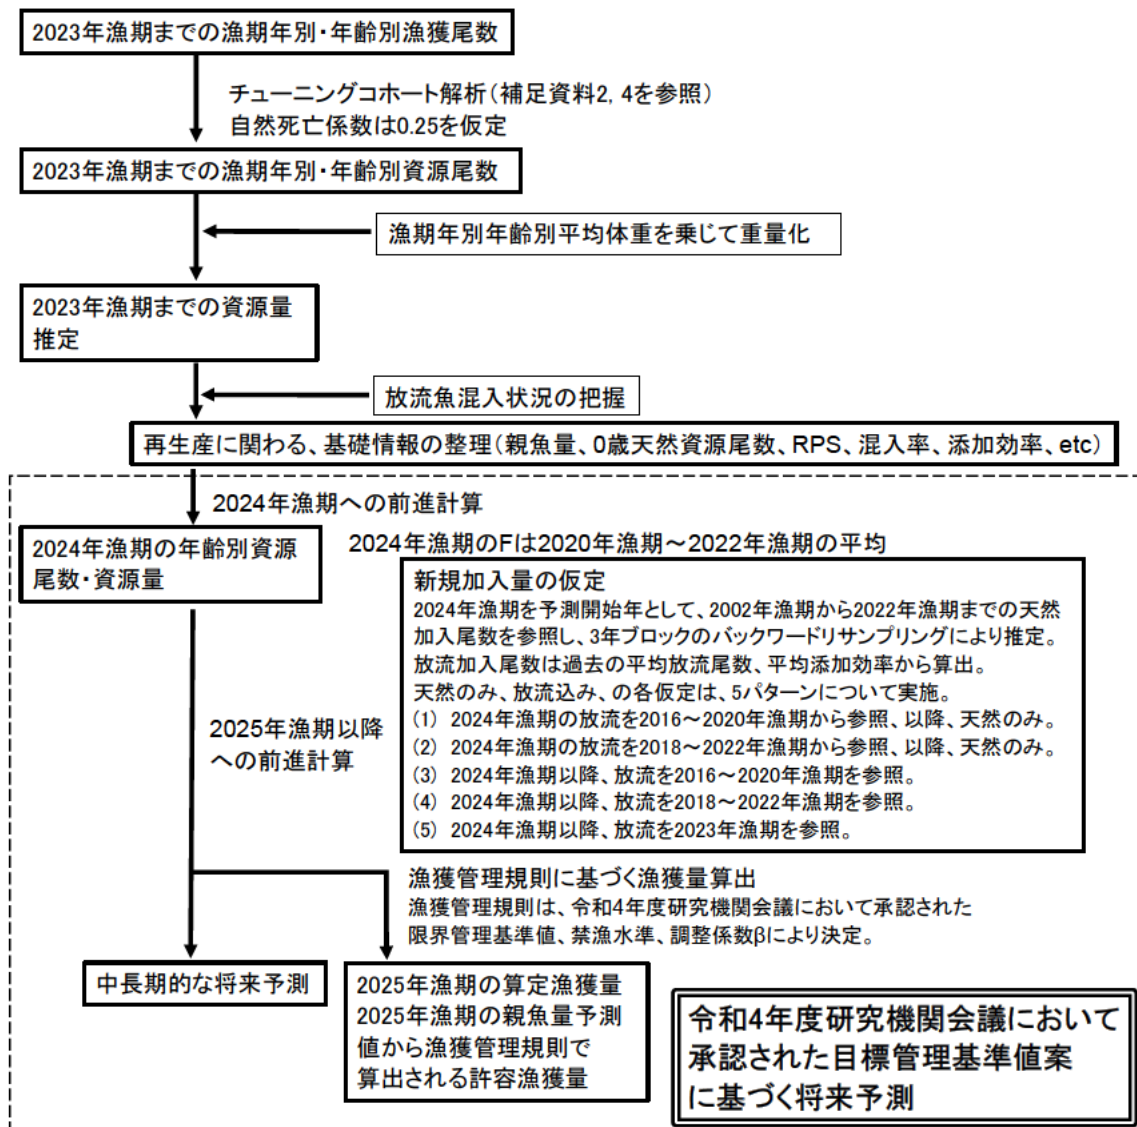 2023年漁期までの漁期年別・年齢別漁獲尾数
チューニングコホート解析（補足資料2, 4を参照）
自然死亡係数は0.25を仮定
2023年漁期までの漁期年別・年齢別資源尾数
漁期年別年齢別平均体重を乗じて重量化
2023年漁期までの資源量
推定
放流魚混入状況の把握
再生産に関わる、基礎情報の整理（親魚量、0歳天然資源尾数、RPS、混入率、添加効率、etc）
2024年漁期への前進計算
2024年漁期の年齢別資源
尾数・資源量
2024年漁期のFは2020年漁期～2022年漁期の平均
新規加入量の仮定
2024年漁期を予測開始年として、2002年漁期から2022年漁期までの天然
加入尾数を参照し、3年ブロックのバックワードリサンプリングにより推定。
放流加入尾数は過去の平均放流尾数、平均添加効率から算出。
天然のみ、放流込み、の各仮定は、5パターンについて実施。
(1) 2024年漁期の放流を2016～2020年漁期から参照、以降、天然のみ。
(2) 2024年漁期の放流を2018～2022年漁期から参照、以降、天然のみ。
(3) 2024年漁期以降、放流を2016～2020年漁期を参照。
(4) 2024年漁期以降、放流を2018～2022年漁期を参照。
(5) 2024年漁期以降、放流を2023年漁期を参照。
2025年漁期以降
への前進計算
漁獲管理規則に基づく漁獲量算出
漁獲管理規則は、令和4年度研究機関会議において承認された
限界管理基準値、禁漁水準、調整係数βにより決定。
中長期的な将来予測
2025年漁期の算定漁獲量
2025年漁期の親魚量予測
値から漁獲管理規則で
算出される許容漁獲量
令和4年度研究機関会議において
承認された目標管理基準値案
に基づく将来予測